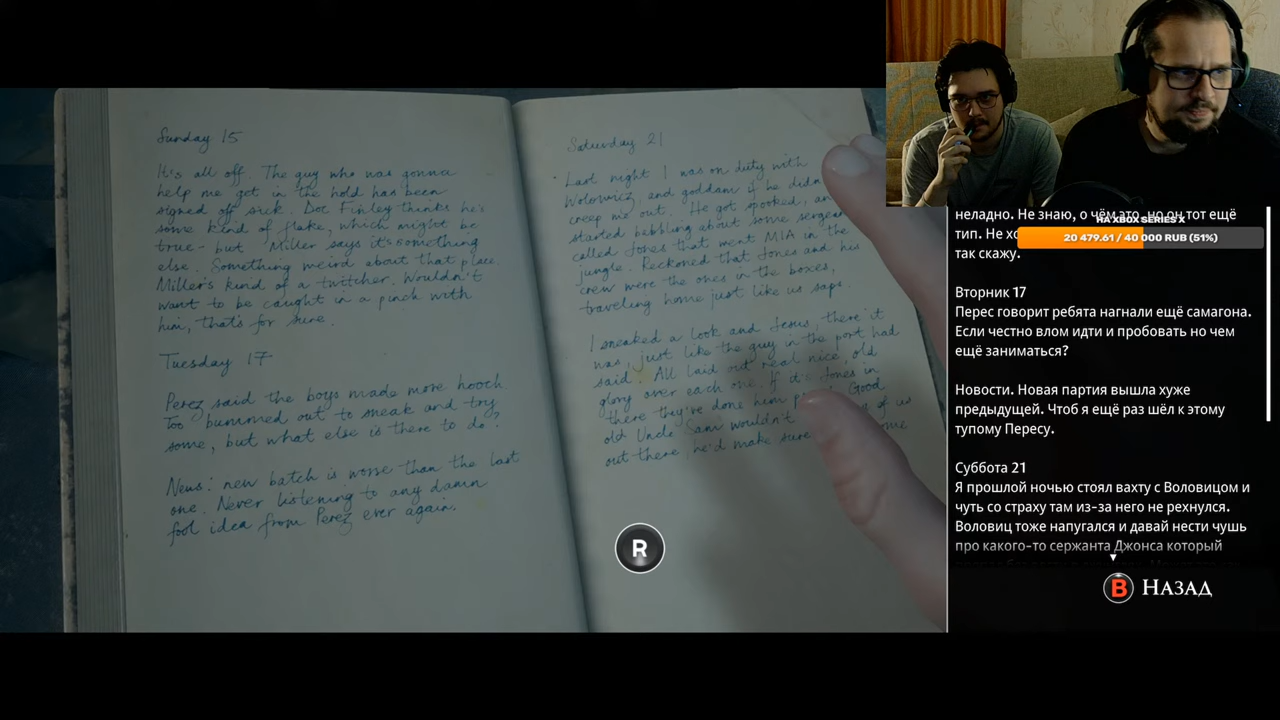 Sunday 15
It's all off. The guy who was gonna
help me get in the hold has been
signed off sick. Doc Finley thinks he's
some kind of flake, which might be
true - but Miller says it's something
else. Something weird about that place.
Miller's kind of a twitcher. Wouldn't
want to be caught in a pinch with
him, that's for sure.
Tuesday 17
Perez said the boys made more hooch
Too bummed out to sneak and try
some, but what else is there to do?
News: new batch is worse than the last
one. Never listening to any damn
fool idea from Perez ever again.
Saturday 21
Last night I was on duty with
Wolowicz, and goddam if he didn
creep me out. He got spooked, an
started babbling about some sergean
called Jones that went MIA in the
jungle. Reckoned that Jones and his
crew were the ones in the boxes,
traveling home just like us saps.
I sneaked a look and Jesus, there it
was, just like the guy in the port had
said. All laid out real nice, old
glory over each one. If it's Jones in
there they've done him p Good
old Uncle Sam wouldn't of us
out there, he'd make sure ome
R
неладно. Не знаю, о чём это, но он тот ещё
тип. Не хо
так скажу.
НА XBOX SERIES X
20 479.61 / 40 000 RUB (51%)
Вторник 17
Перес говорит ребята нагнали ещё самагона.
Если честно влом идти и пробовать но чем
ещё заниматься?
Новости. Новая партия вышла хуже
предыдущей. Чтоб я ещё раз шёл к этому
тупому Пересу.
Суббота 21
Я прошлой ночью стоял вахту с Воловицом и
чуть со страху там из-за него не рехнулся.
Воловиц тоже напугался и давай нести чушь
про какого-то сержанта Джонса который
B Назад